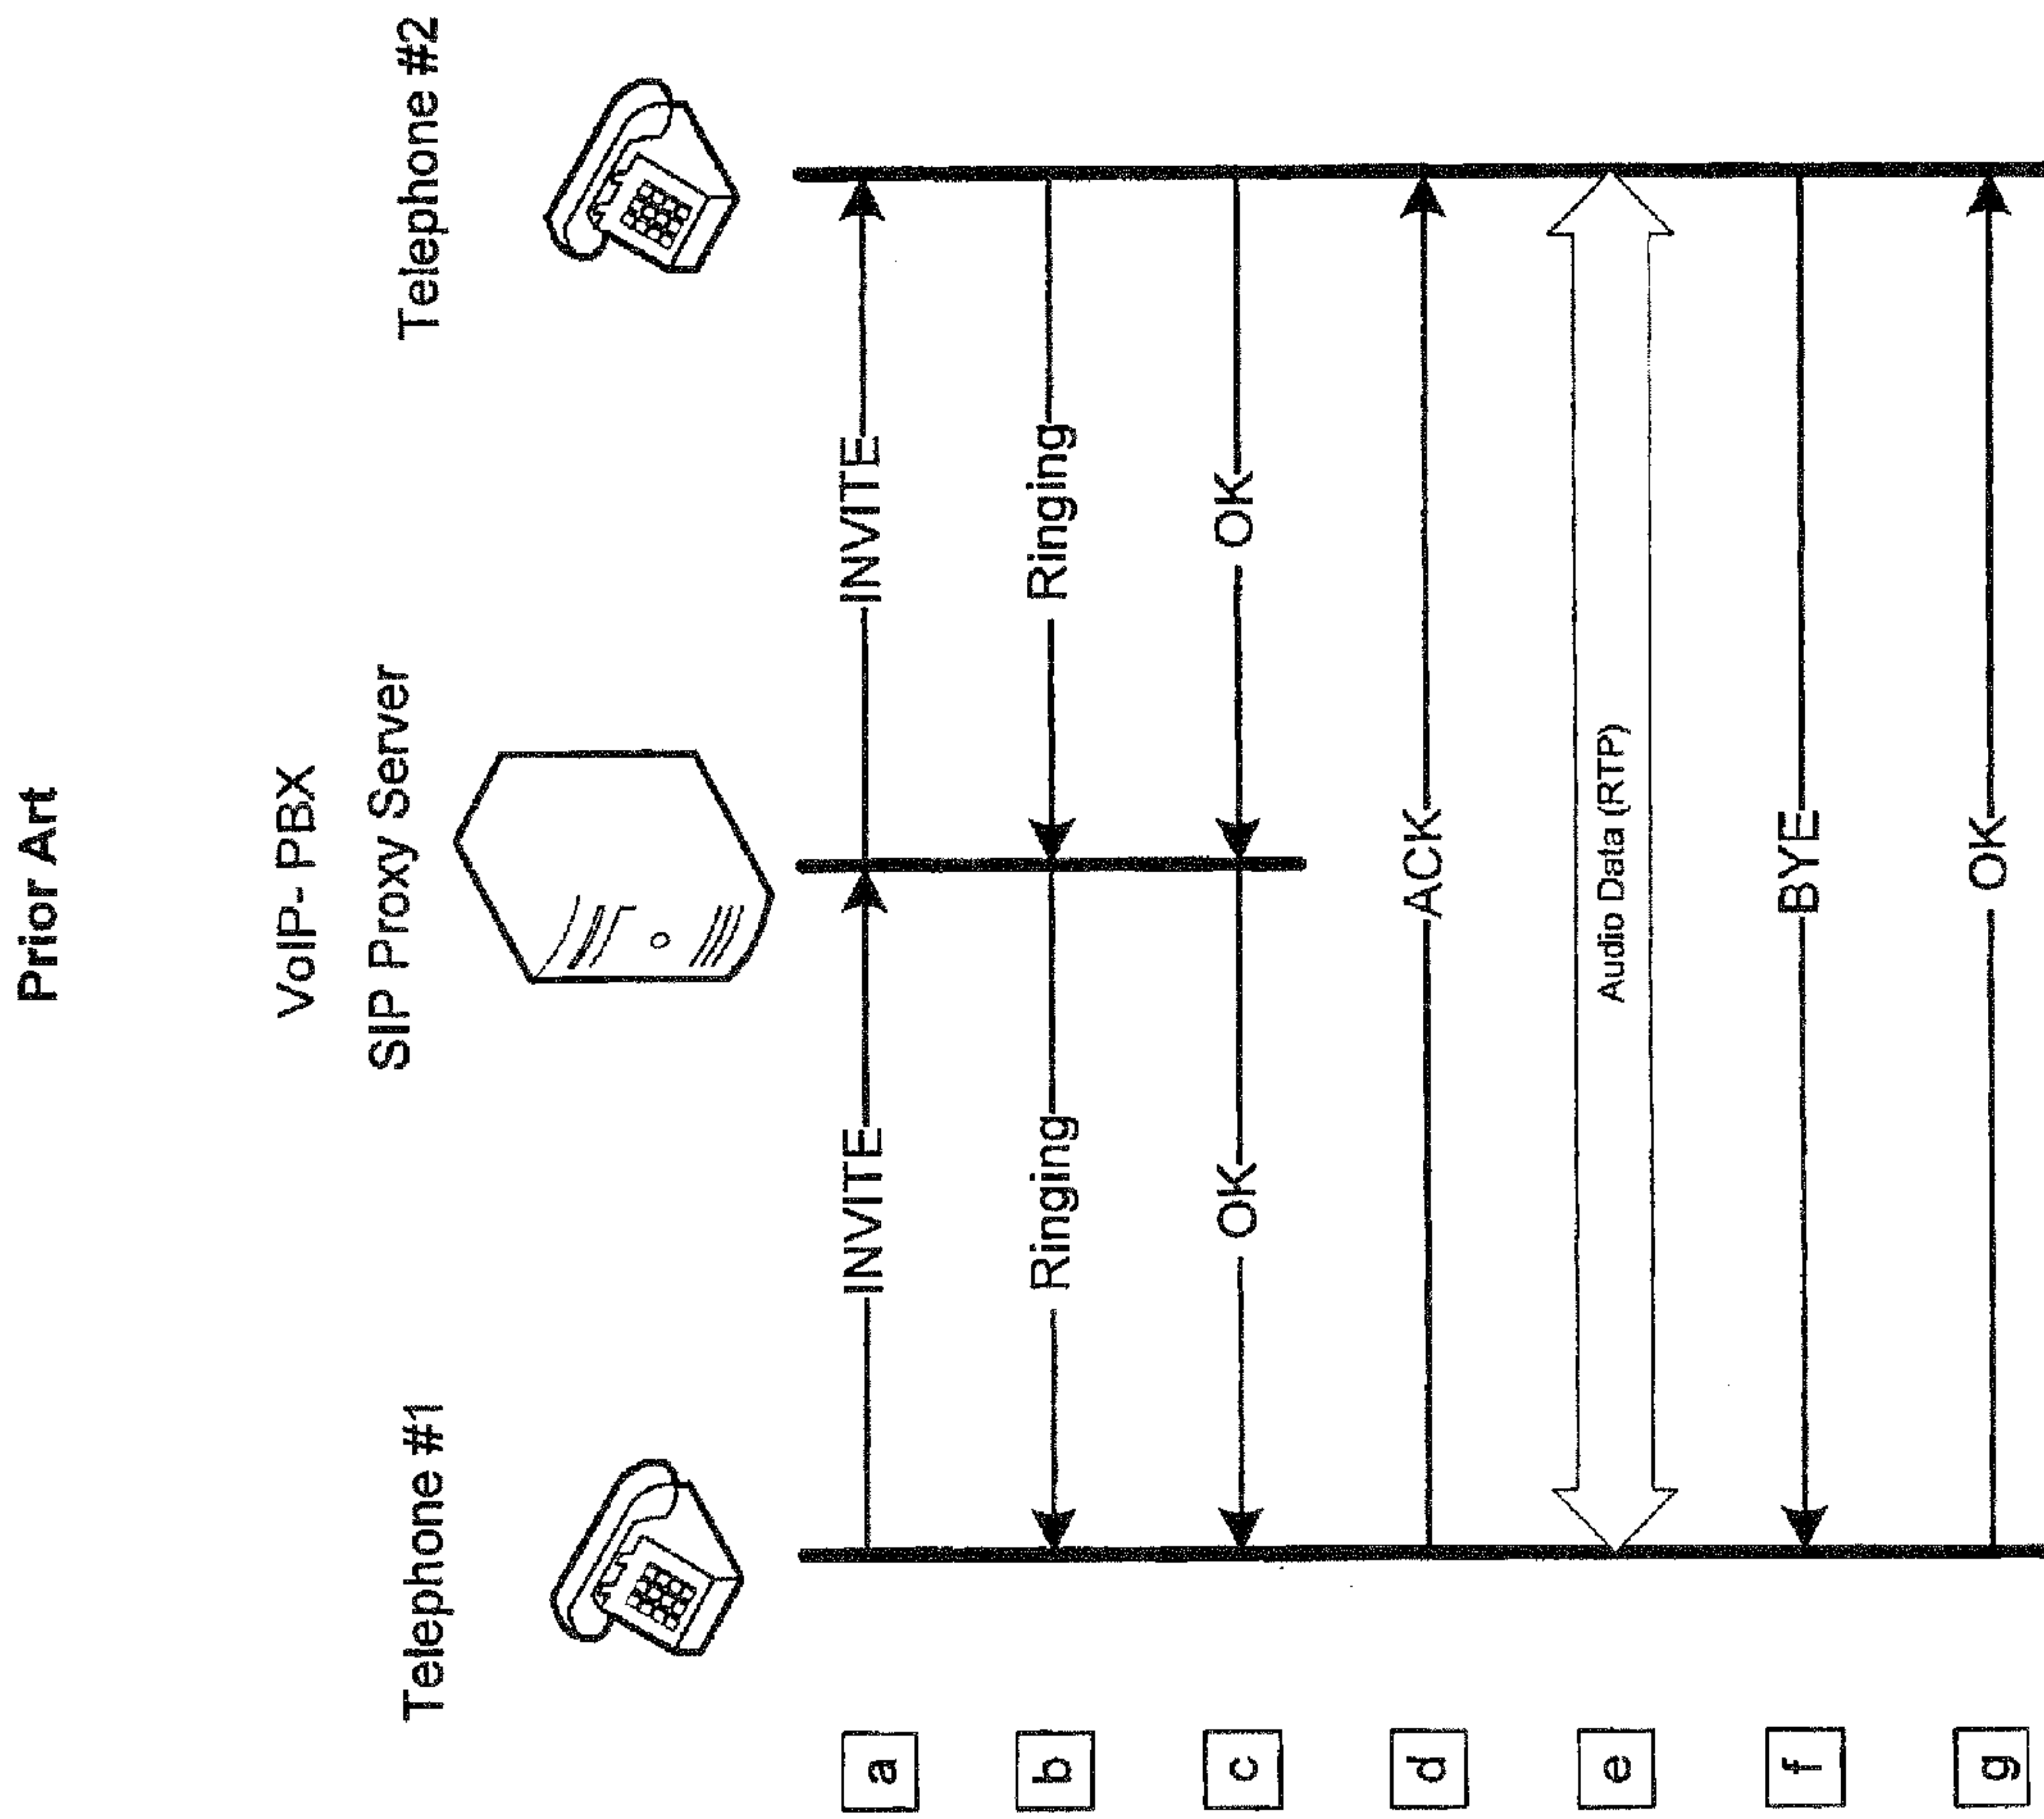 Prior Art
VoIP- PBX
Telephone #1
SIP Proxy Server
Telephone #2
a
INVITE
INVITE
b
Ringing
Ringing
c
OK
OK
d
ACK
e
Audio Data (RTP)
f
BYE
g
OK